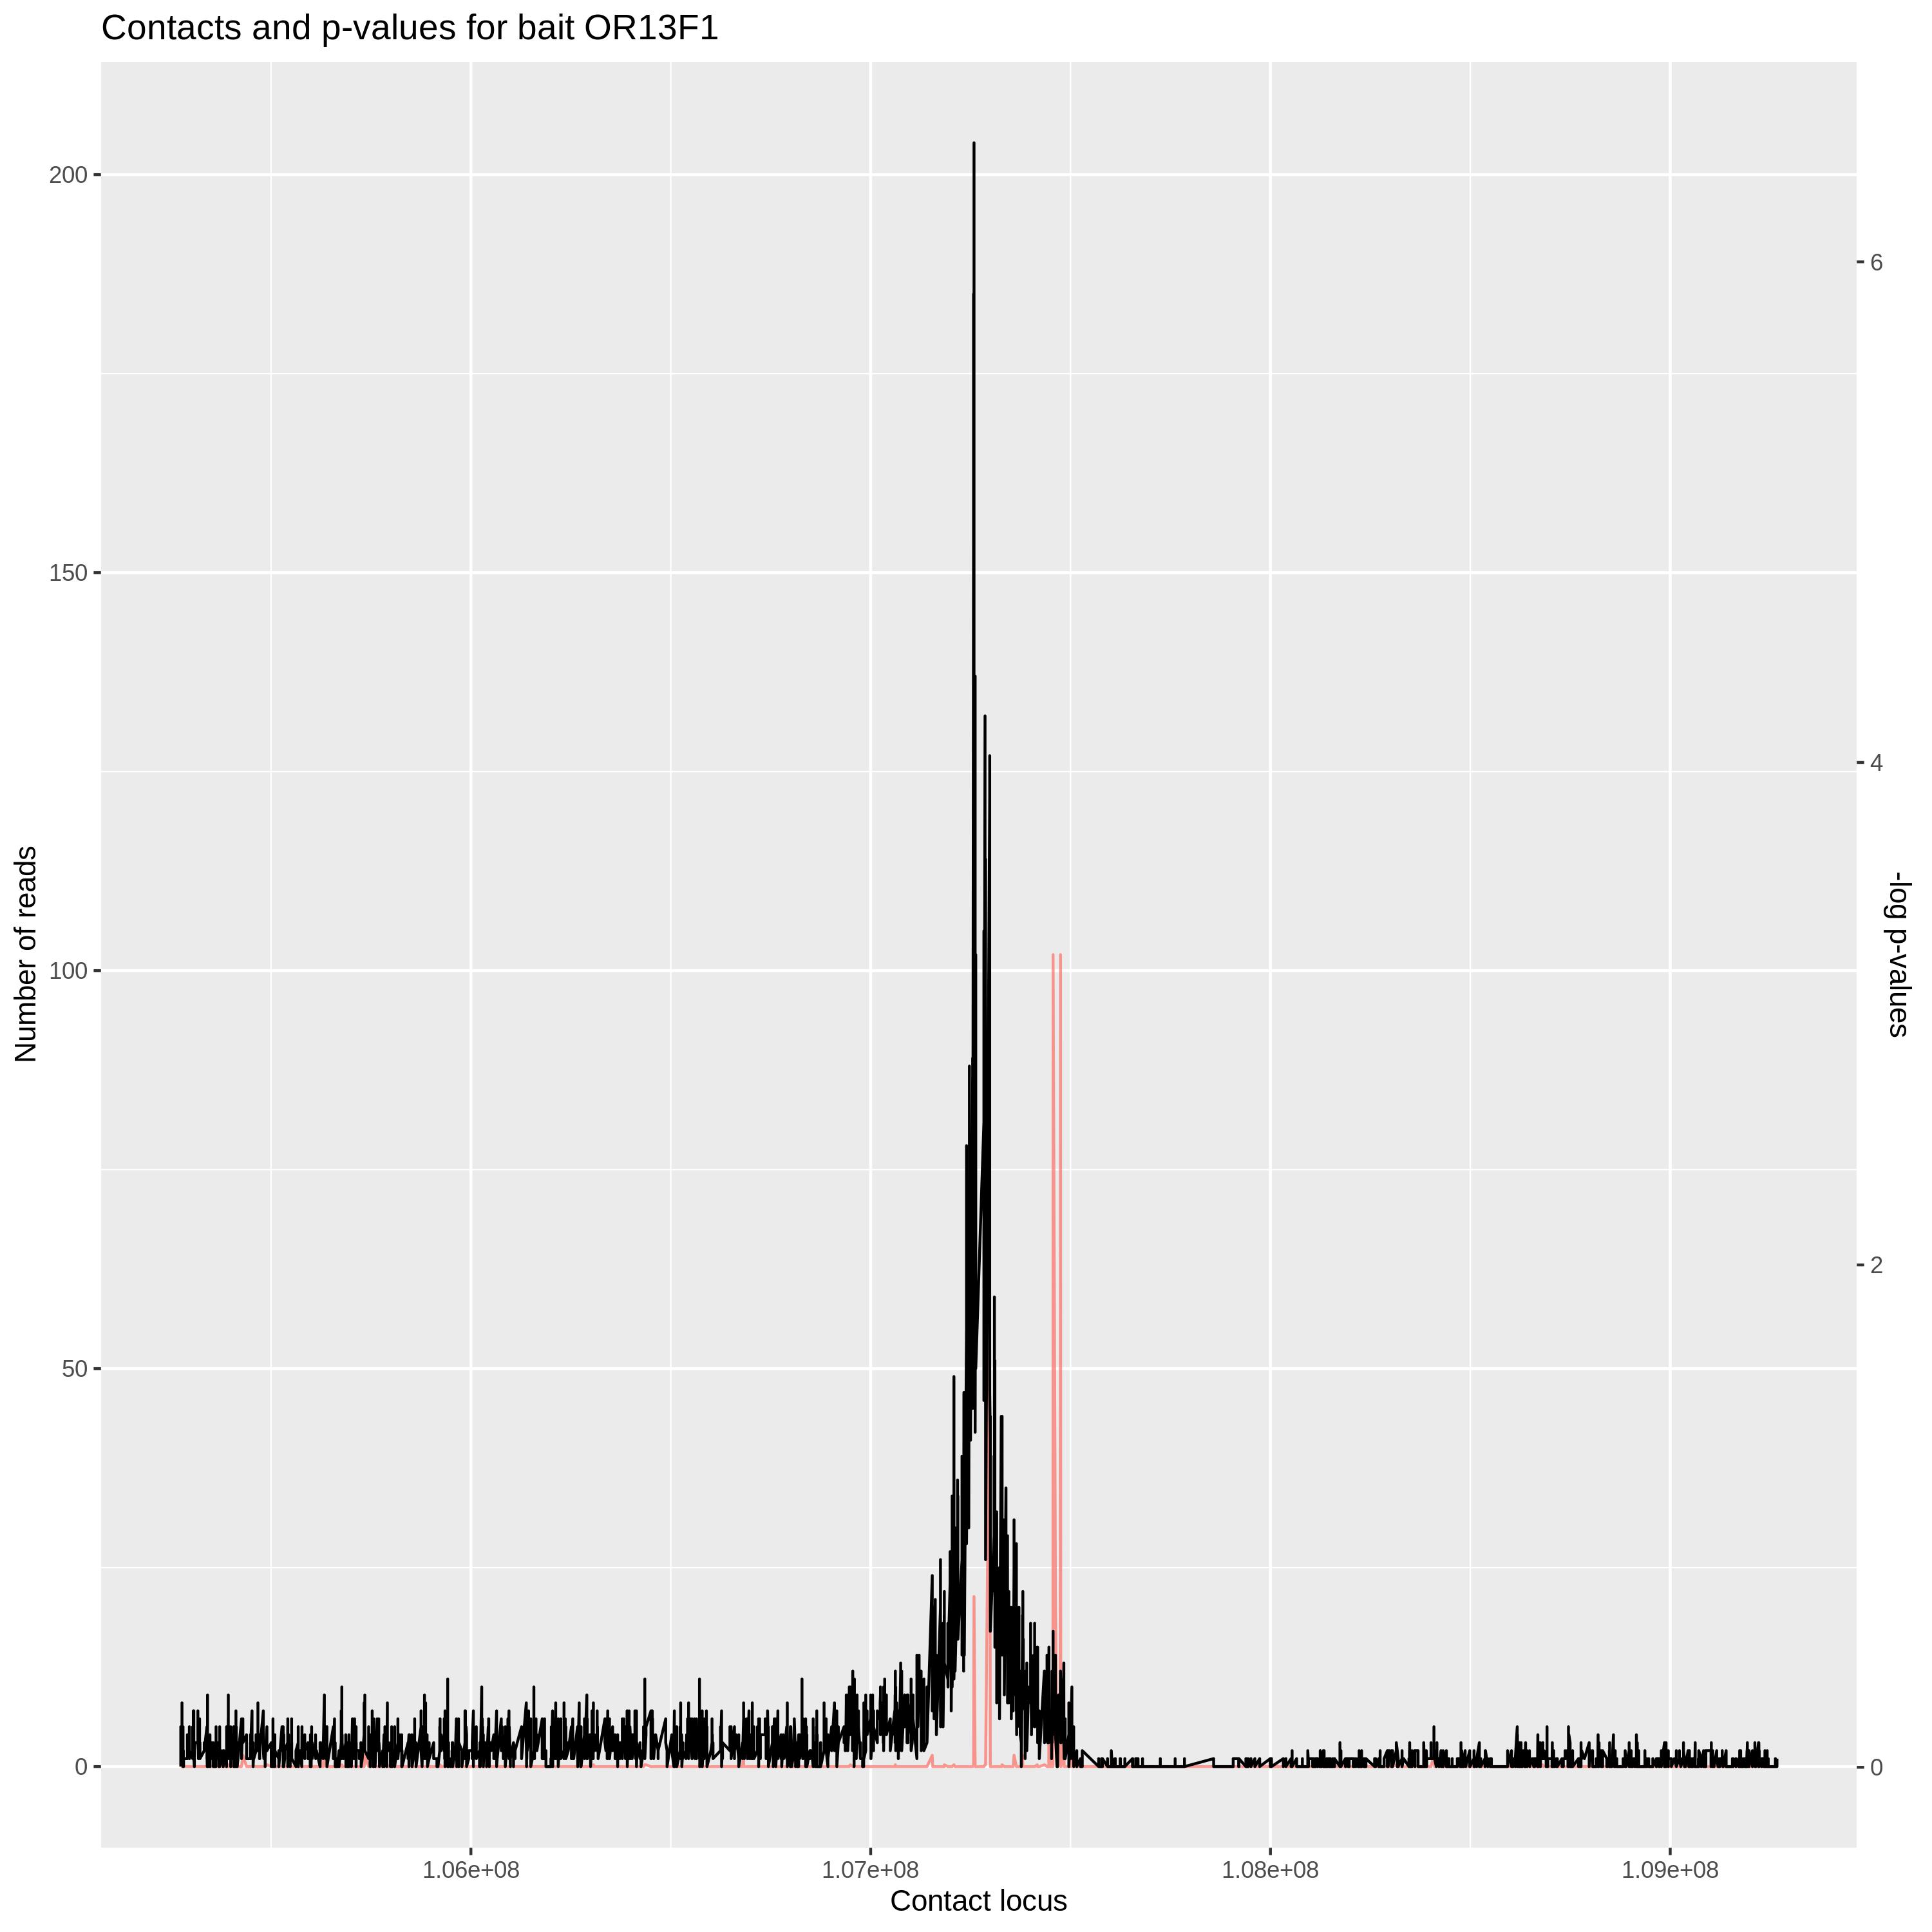 Contacts and p-values for bait OR13F1
200
150
100
50
0
Number of reads
6
4
2
0
-log p-values
1.06e+08
1.07e+08
1.08e+08
1.09e+08
Contact locus